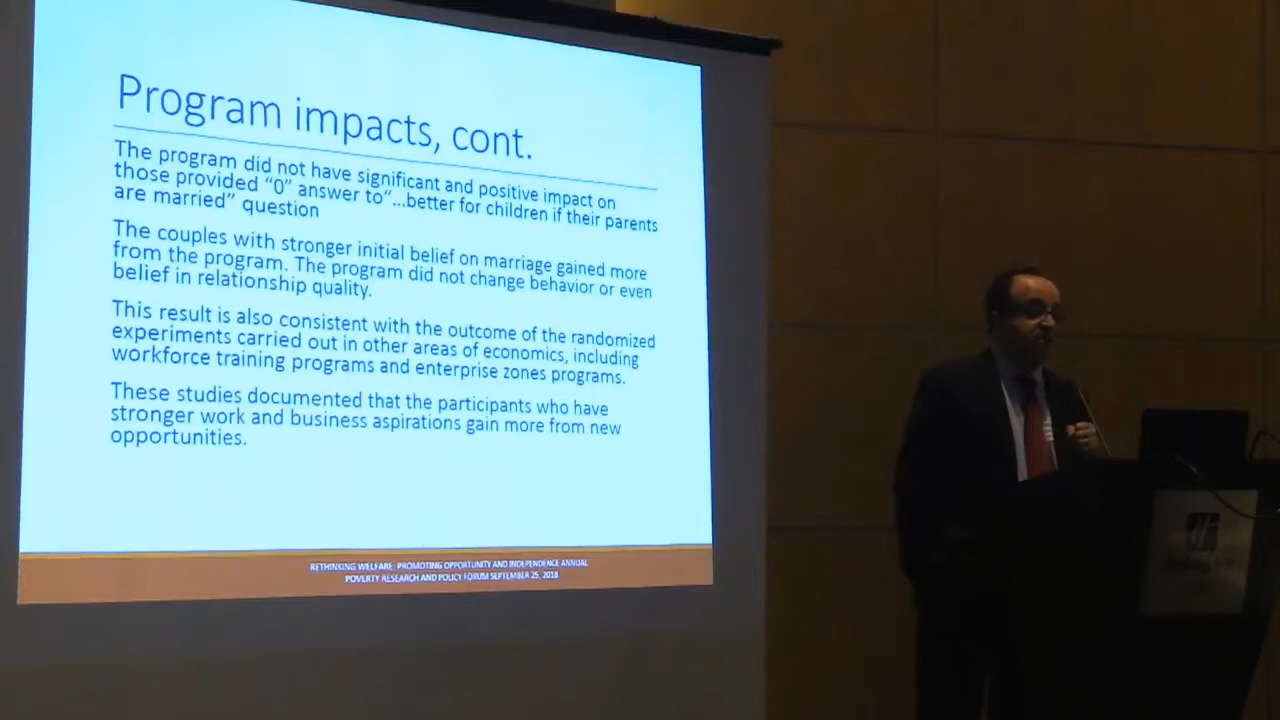 Program impacts, cont.
The program did not have significant and positive impact on
those provided “0” answer to“...better for children if their parents
are married” question
The couples with stronger initial belief on marriage gained more
from the program. The program did not change behavior or even
belief in relationship quality.
This result is also consistent with the outcome of the randomized
experiments carried out in other areas of economics, including
workforce training programs and enterprise zones programs.
These studies documented that the participants who have
stronger work and business aspirations gain more from new
opportunities.
RETHINKING WELFARE: PROMOTING OPPORTUNITY AND INDEPENDENCE ANNUAL
POVERTY RESEARCH AND POLICY FORUM SEPTEMBER 25, 2018